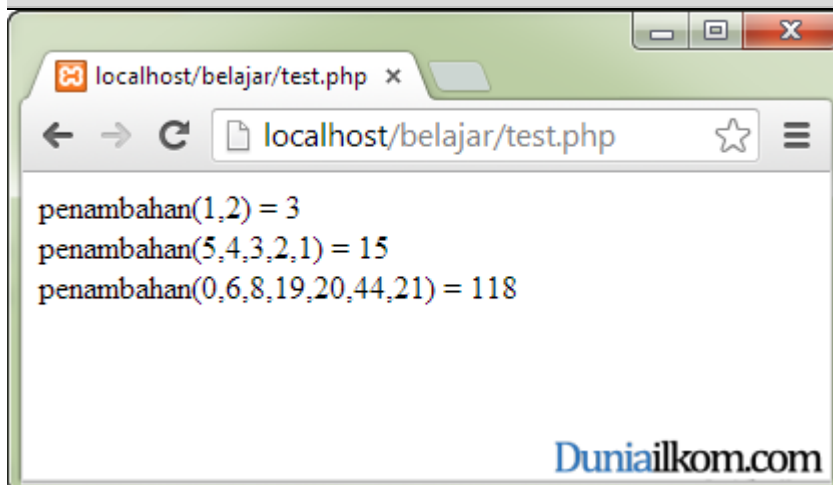 localhost/belajar/test.php
localhost/belajar/test.php
penambahan(1,2) = 3
penambahan(5,4,3,2,1) = 15
penambahan(0,6,8,19,20,44,21) = 118
Duniailkom.com